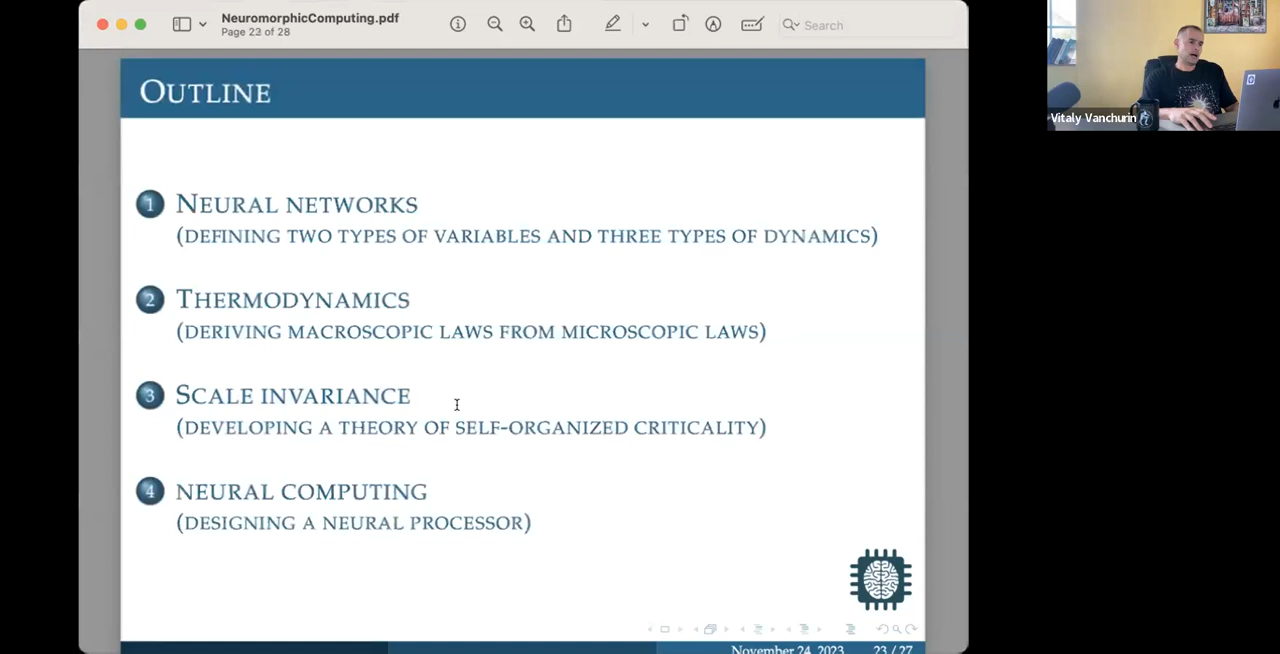 NeuromorphicComputing.pdf
Page 23 of 28
Search
OUTLINE
1 NEURAL NETWORKS
(DEFINING TWO TYPES OF VARIABLES AND THREE TYPES OF DYNAMICS)
2 THERMODYNAMICS
(DERIVING MACROSCOPIC LAWS FROM MICROSCOPIC LAWS)
3 SCALE INVARIANCE
(DEVELOPING A THEORY OF SELF-ORGANIZED CRITICALITY)
4 NEURAL COMPUTING
(DESIGNING A NEURAL PROCESSOR)
November 24, 2023 23 / 27
Vitaly Vanchurin